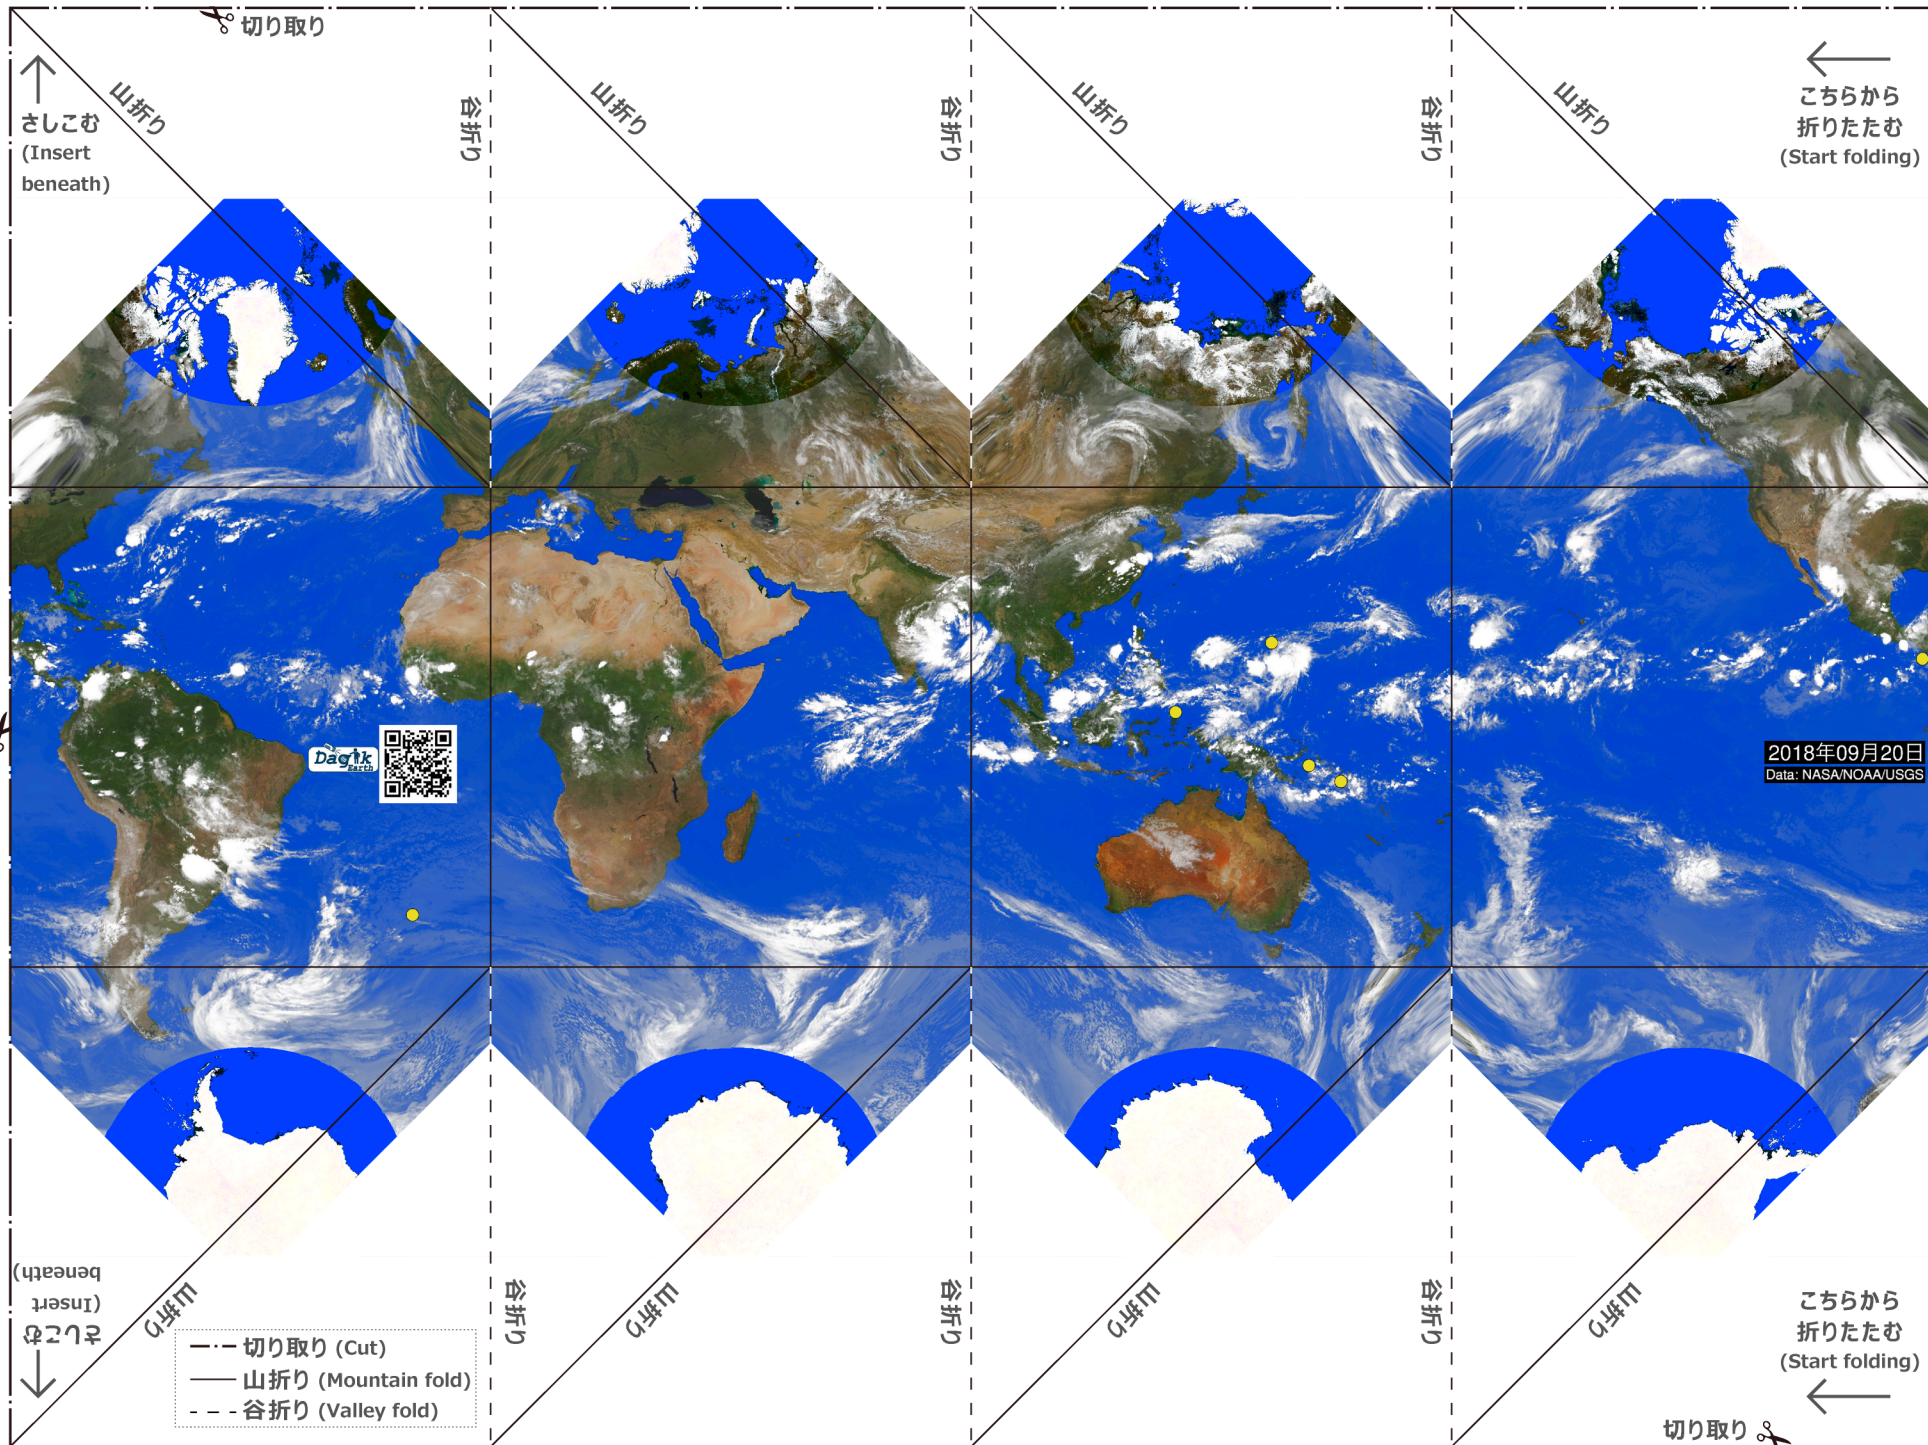 切り取り
さしこむ
(Insert
beneath)
山折り
谷折り
山折り
谷折り
山折り
谷折り
山折り
こちらから
折りたたむ
(Start folding)
Dagik
Earth
2018年09月20日
Data: NASA/NOAA/USGS
さしこむ
(Insert
beneath)
山折り
谷折り
山折り
谷折り
山折り
谷折り
山折り
こちらから
折りたたむ
(Start folding)
切り取り (Cut)
山折り (Mountain fold)
谷折り (Valley fold)
切り取り